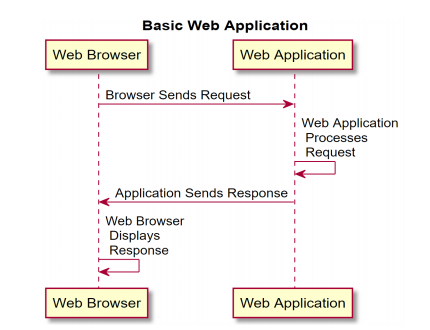 Basic Web Application
Web Browser
Web Application
Browser Sends Request
Web Application
Processes
Request
Application Sends Response
Web Browser
Displays
Response
Web Browser
Web Application